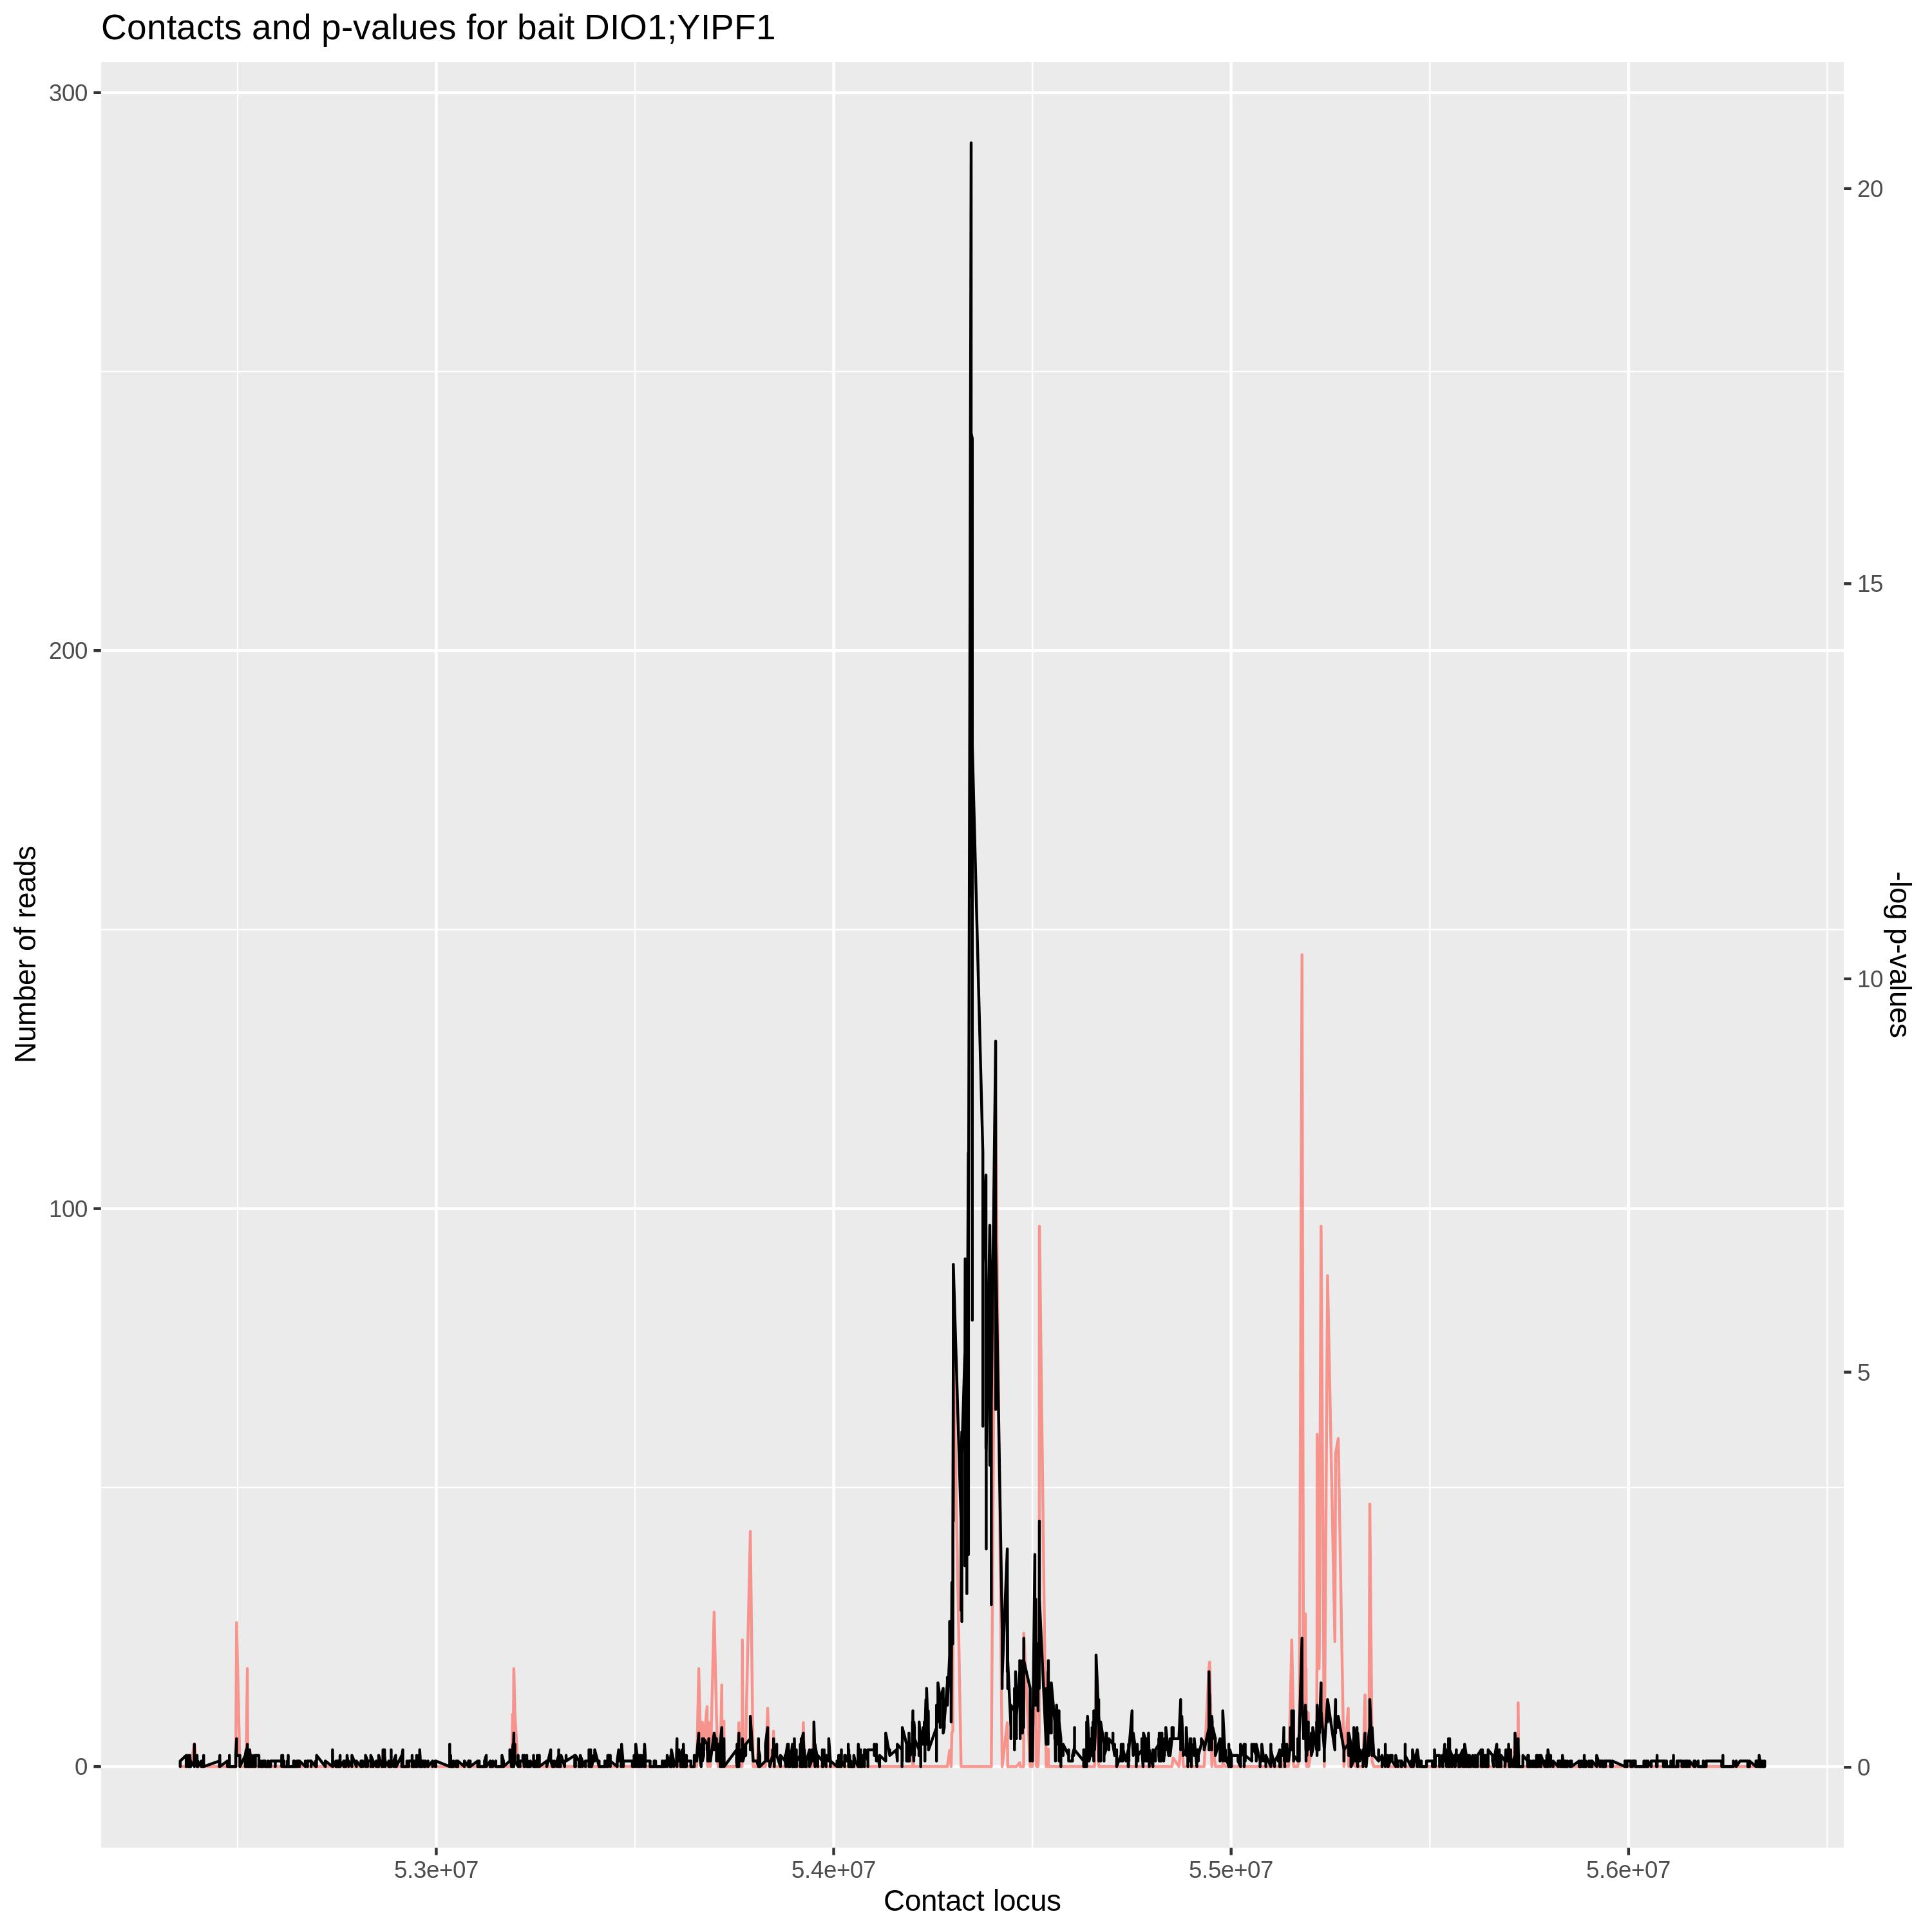 Contacts and p-values for bait DIO1;YIPF1
300
200
100
0
Number of reads
20
15
10
5
0
-log p-values
5.3e+07
5.4e+07
5.5e+07
5.6e+07
Contact locus